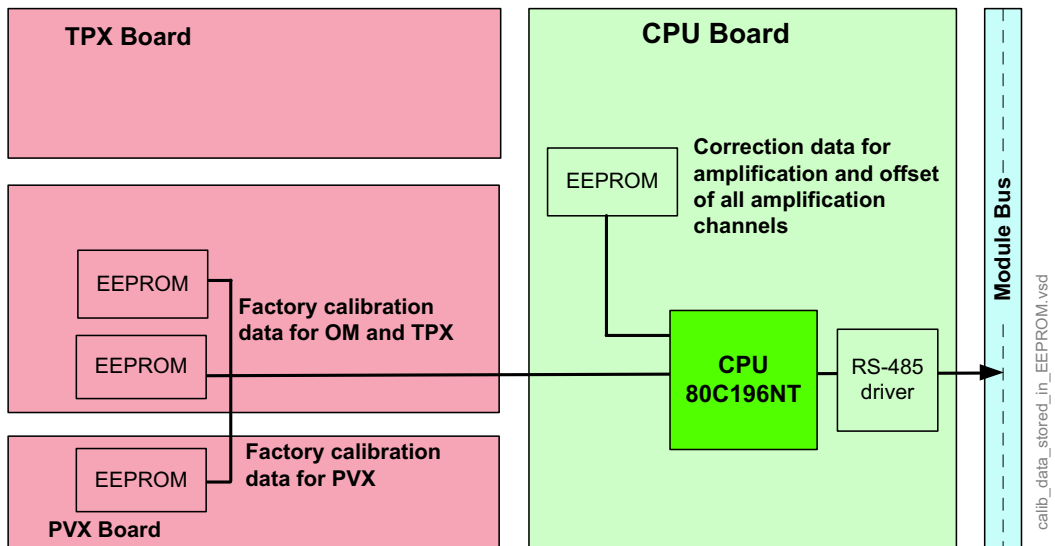 TPX Board
CPU Board
EEPROM
Correction data for
amplification and offset
of all amplification
channels
Module Bus
EEPROM
Factory calibration
data for OM and TPX
EEPROM
CPU
80C196NT
RS-485
driver
Factory calibration
data for PVX
EEPROM
PVX Board
calib_data_stored_in_EEPROM.vsd